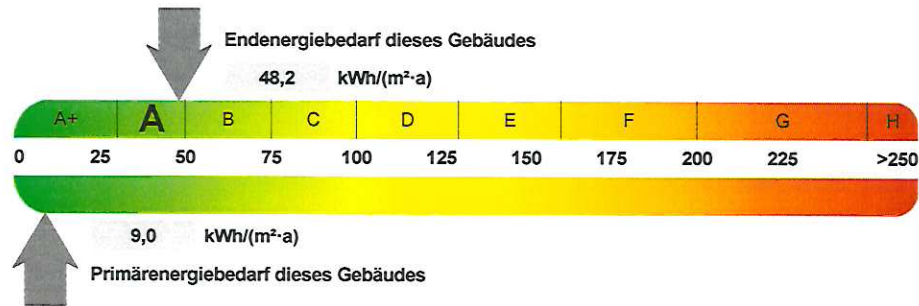 Endenergiebedarf dieses Gebäudes
48,2 kWh/(m²·a)
A+ A B C D E F G H
0 25 50 75 100 125 150 175 200 225 >250
9,0 kWh/(m²·a)
Primärenergiebedarf dieses Gebäudes